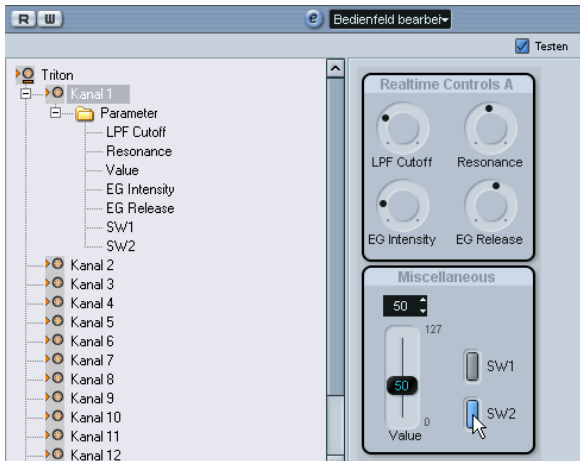 R W e Bedienfeld bearbei
Testen
Triton
Kanal 1
Parameter
LPF Cutoff
Resonance
Value
EG Intensity
EG Release
SW1
SW2
Kanal 2
Kanal 3
Kanal 4
Kanal 5
Kanal 6
Kanal 7
Kanal 8
Kanal 9
Kanal 10
Kanal 11
Kanal 12
Realtime Controls A
LPF Cutoff Resonance
EG Intensity EG Release
Miscellaneous
50
127
50
0
Value
SW1
SW2